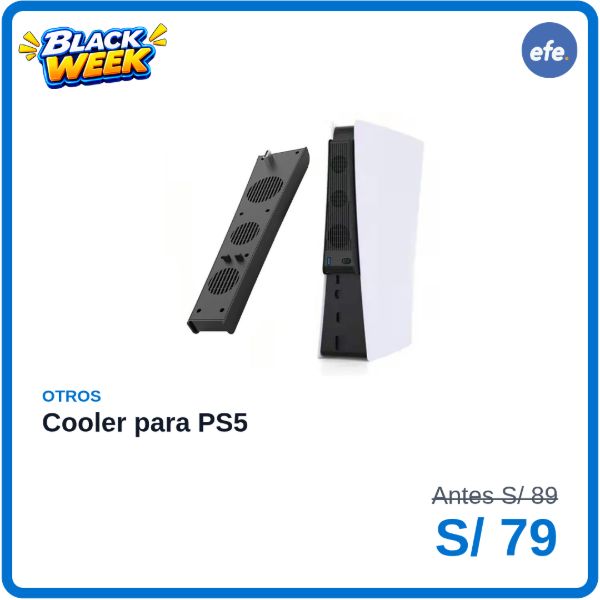 BLACK
WEEK
efe.
OTROS
Cooler para PS5
Antes S/ 89
S/ 79